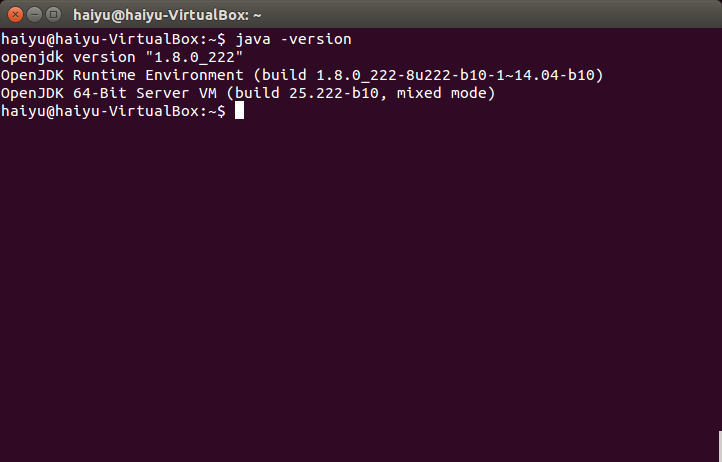 haiyu@haiyu-VirtualBox: ~
haiyu@haiyu-VirtualBox:~$ java -version
openjdk version "1.8.0_222"
OpenJDK Runtime Environment (build 1.8.0_222-8u222-b10-1~14.04-b10)
OpenJDK 64-Bit Server VM (build 25.222-b10, mixed mode)
haiyu@haiyu-VirtualBox:~$